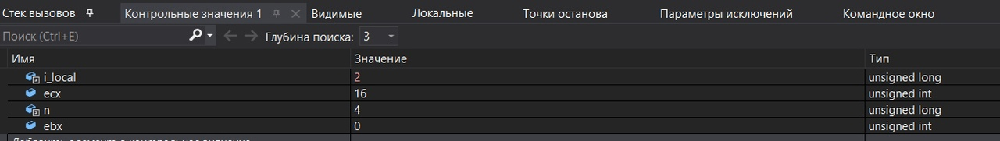 Стек вызовов Контрольные значения 1 Видимые Локальные Точки останова Параметры исключений Командное окно
Поиск (Ctrl+E) Глубина поиска: 3
Имя Значение Тип
i_local 2 unsigned long
ecx 16 unsigned int
n 4 unsigned long
ebx 0 unsigned int